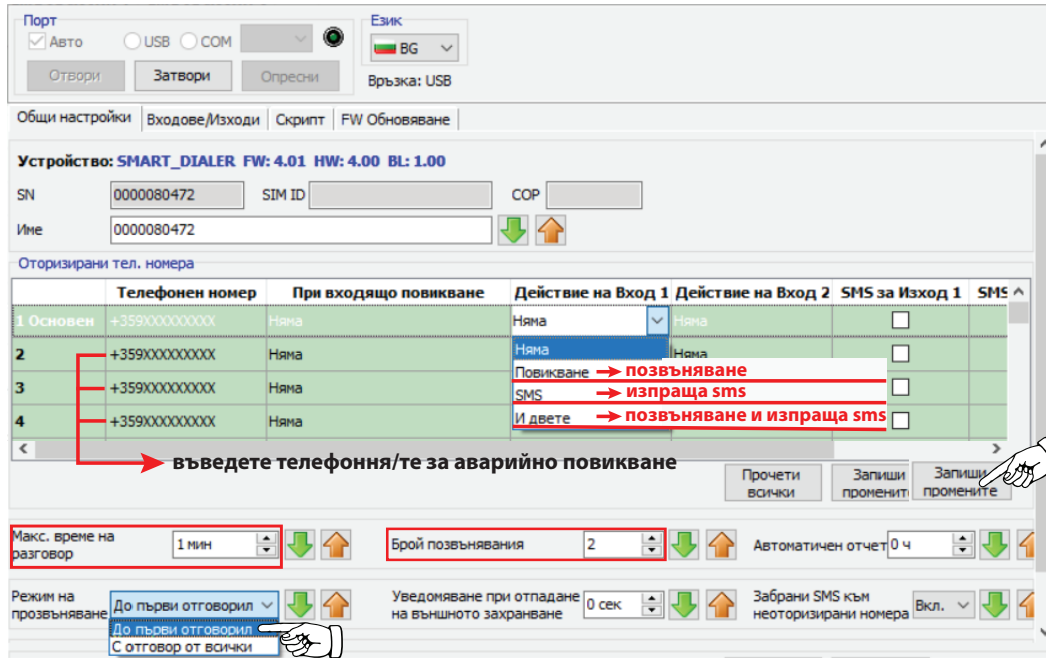 Порт
Език
Авто USB COM
BG
Отвори Затвори Опресни
Връзка: USB
Общи настройки Входове/Изходи Скрипт FW Обновяване
Устройство: SMART_DIALER FW: 4.01 HW: 4.00 BL: 1.00
SN 0000080472 SIM ID COP
Име 0000080472
Оторизирани тел. номера
Телефонен номер При входящо повикване Действие на Вход 1 Действие на Вход 2 SMS за Изход 1 SMS
1 Основен +359XXXXXXXXX Няма Няма Няма
2 +359XXXXXXXXX Няма Няма Няма
Повикване позвъняване
3 +359XXXXXXXXX Няма SMS изпраща sms
4 +359XXXXXXXXX Няма И двете позвъняване и изпраща sms
въведете телефоння/те за аварийно повикване
Прочети всички
Запиши променит
Запиши промените
Макс. време на разговор 1 мин
Брой позвънявания 2
Автоматичен отчет 0 ч
Режим на прозвъняване До първи отговорил
Уведомяване при отпадане на външното захранване 0 сек
Забрани SMS към неоторизирани номера Вкл.
До първи отговорил
С отговор от всички